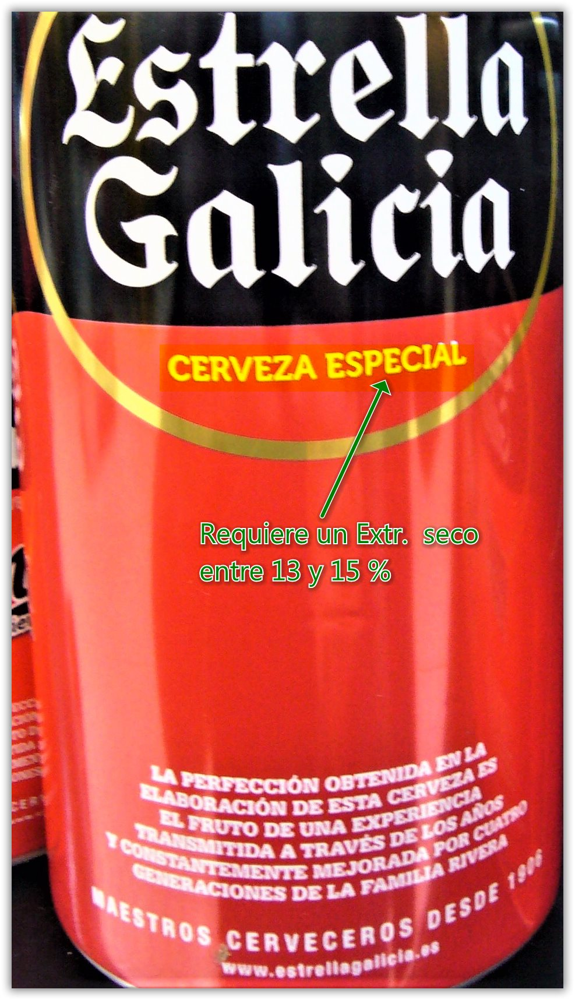 Estrella
Galicia
CERVEZA ESPECIAL
Requiere un Extr. seco
entre 13 y 15 %
LA PERFECCIÓN OBTENIDA EN LA
ELABORACIÓN DE ESTA CERVEZA ES
EL FRUTO DE UNA EXPERIENCIA
TRANSMITIDA A TRAVÉS DE LOS AÑOS
Y CONSTANTEMENTE MEJORADA POR CUATRO
GENERACIONES DE LA FAMILIA RIVERA
MAESTROS CERVECEROS DESDE 1906
www.estrellagalicia.es